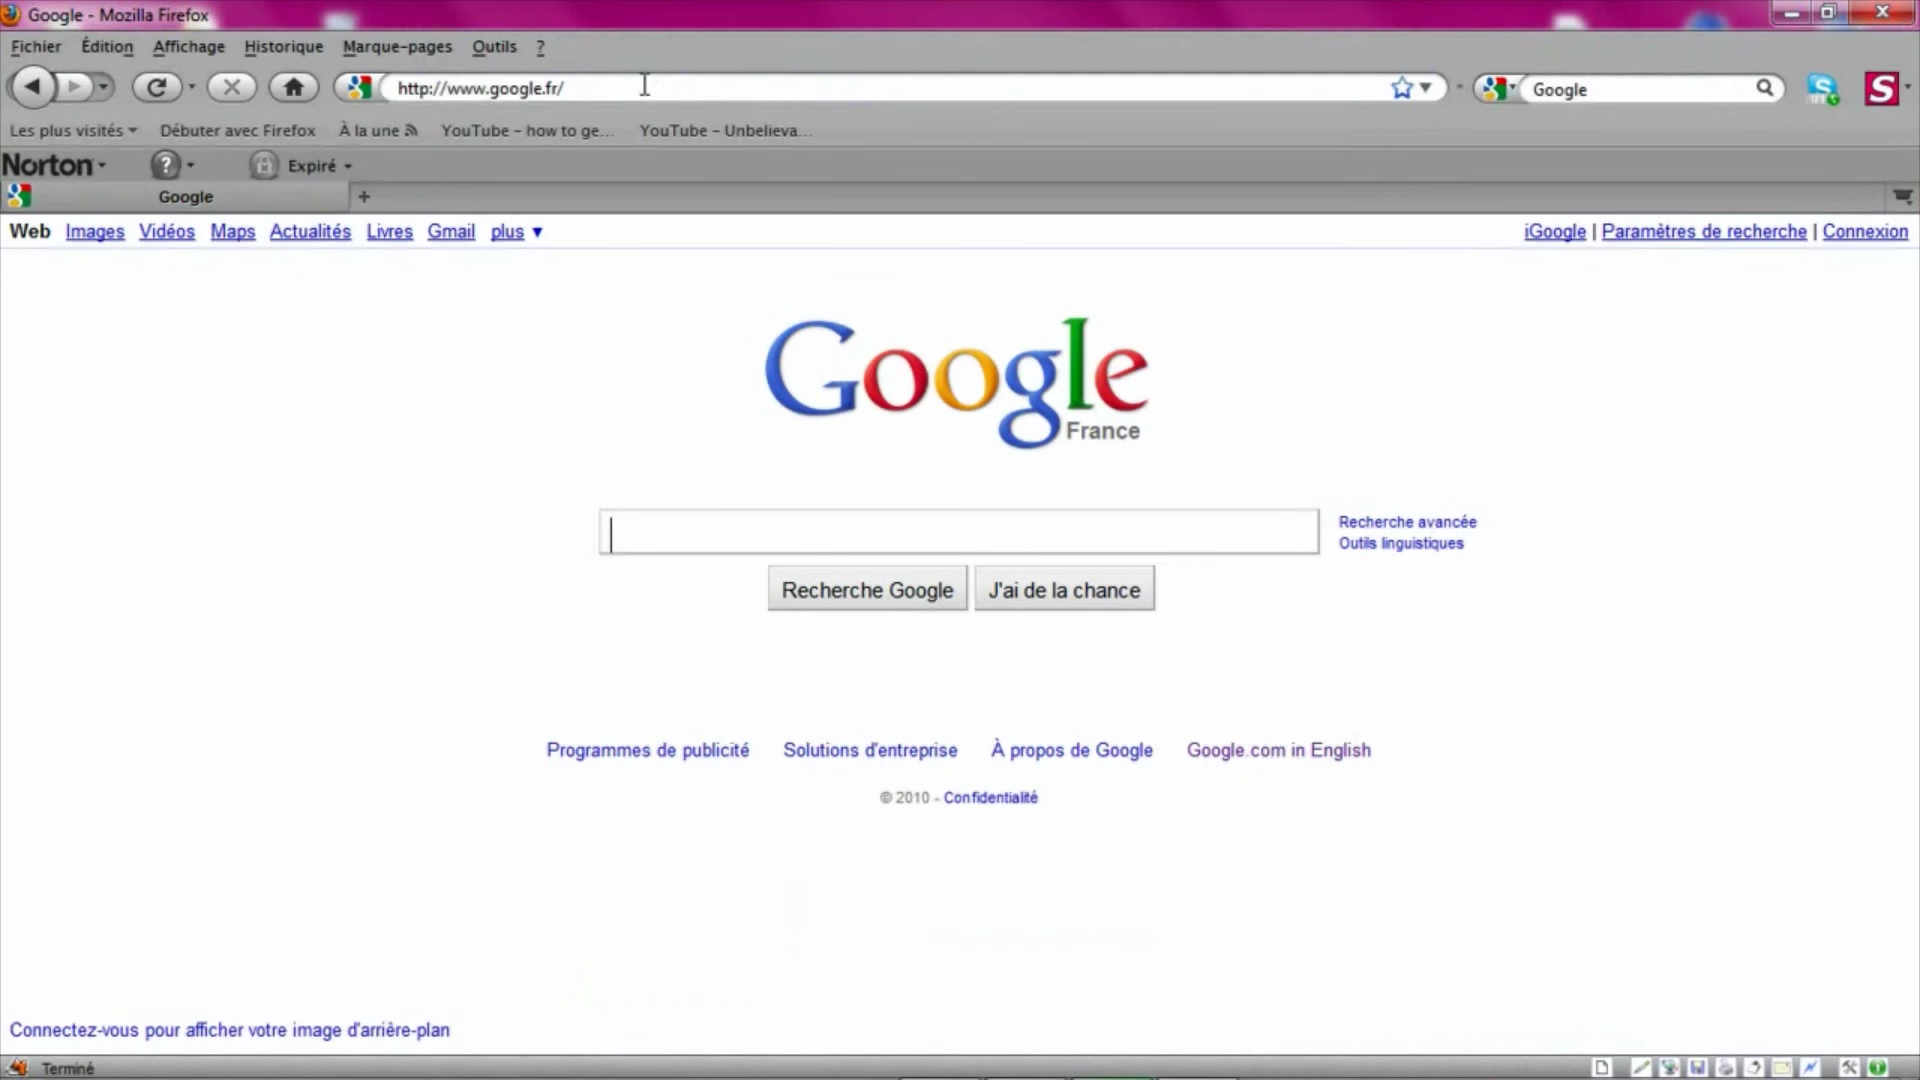 Google - Mozilla Firefox
Fichier Édition Affichage Historique Marque-pages Outils ?
http://www.google.fr/ Google
Les plus visités Débuter avec Firefox À la une YouTube - how to ge... YouTube - Unbelieva...
Norton ? Expiré
Google +
Web Images Vidéos Maps Actualités Livres Gmail plus ▼ iGoogle | Paramètres de recherche | Connexion
Google
France
Recherche avancée
Outils linguistiques
Recherche Google J'ai de la chance
Programmes de publicité Solutions d'entreprise À propos de Google Google.com in English
© 2010 - Confidentialité
Connectez-vous pour afficher votre image d'arrière-plan
Terminé